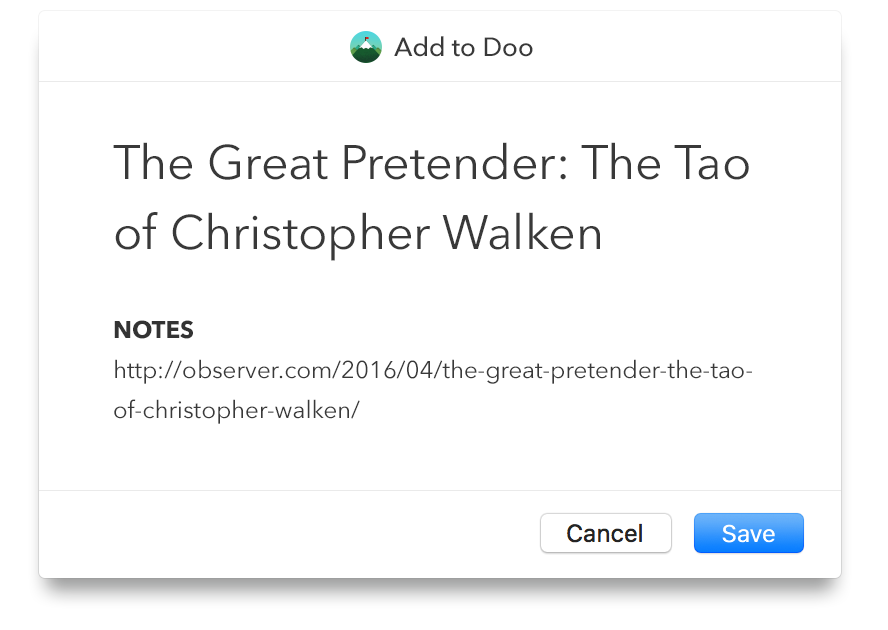 Add to Doo
The Great Pretender: The Tao
of Christopher Walken
NOTES
http://observer.com/2016/04/the-great-pretender-the-tao-
of-christopher-walken/
Cancel
Save